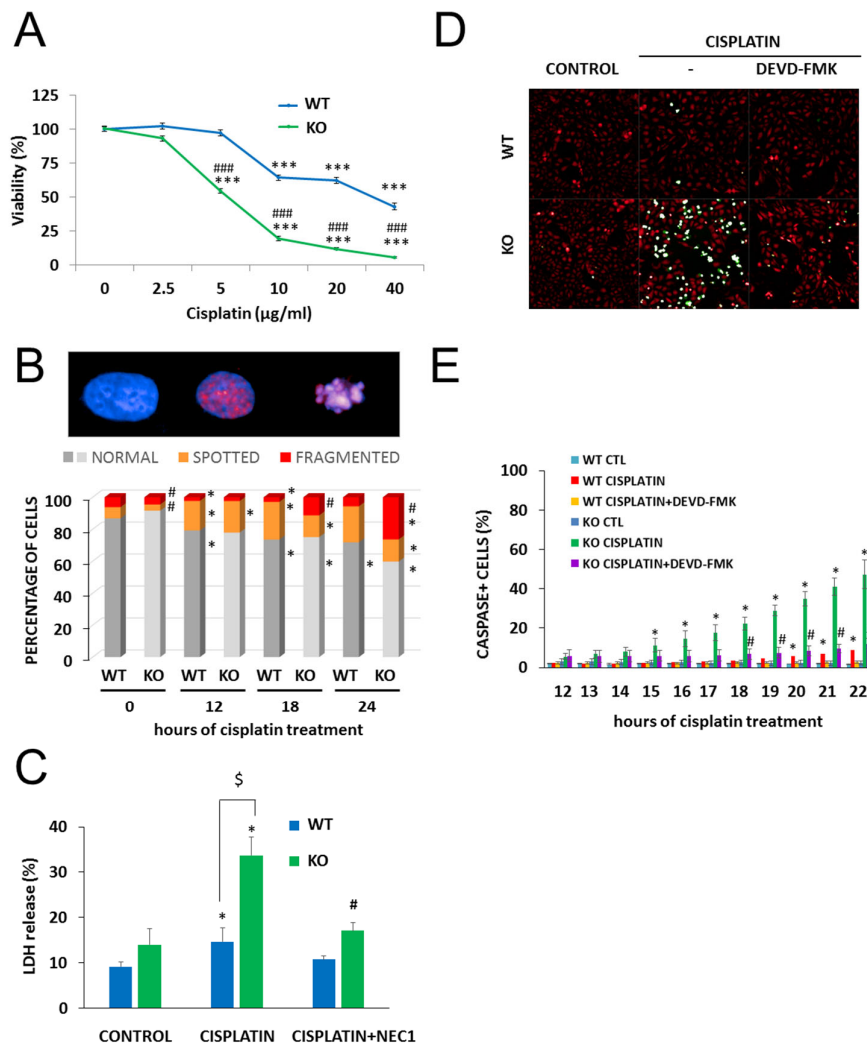 A
125
100
75
50
25
0
Viability (%)
WT
KO
***
***
***
###
***
###
***
###
***
###
***
0 2.5 5 10 20 40
Cisplatin (µg/ml)
B
NORMAL SPOTTED FRAGMENTED
100
80
60
40
20
0
PERCENTAGE OF CELLS
#
#
*
*
*
*
*
*
*
#
*
*
*
#
*
*
*
WT KO WT KO WT KO WT KO
0 12 18 24
hours of cisplatin treatment
C
$
40
30
20
10
0
LDH release (%)
WT
KO
*
*
#
CONTROL CISPLATIN CISPLATIN+NEC1
D
CISPLATIN
CONTROL - DEVD-FMK
WT
KO
E
WT CTL
WT CISPLATIN
WT CISPLATIN+DEVD-FMK
KO CTL
KO CISPLATIN
KO CISPLATIN+DEVD-FMK
100
80
60
40
20
0
CASPASE+ CELLS (%)
* * * * * * * *
# # # #
* * *
12 13 14 15 16 17 18 19 20 21 22
hours of cisplatin treatment